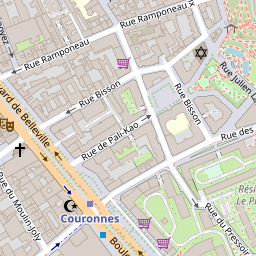 Rue Ramponeau
Rue Ramponeau
Rue Bisson
Rue Julien L
Rue Bisson
Rue de Pali-Kao
Rue des
ard de Belleville
Rue du Moulin-Joly
Couronnes
Boule
Rue du Pressoir
Rési
Le P